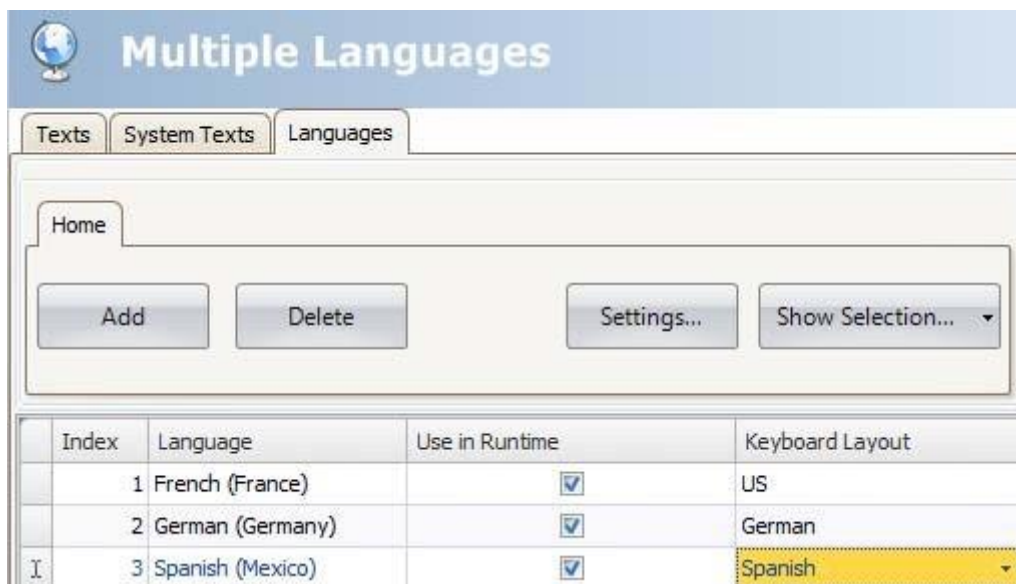 Multiple Languages
Texts System Texts Languages
Home
Add Delete Settings... Show Selection...
Index Language Use in Runtime Keyboard Layout
1 French (France) US
2 German (Germany) German
3 Spanish (Mexico) Spanish